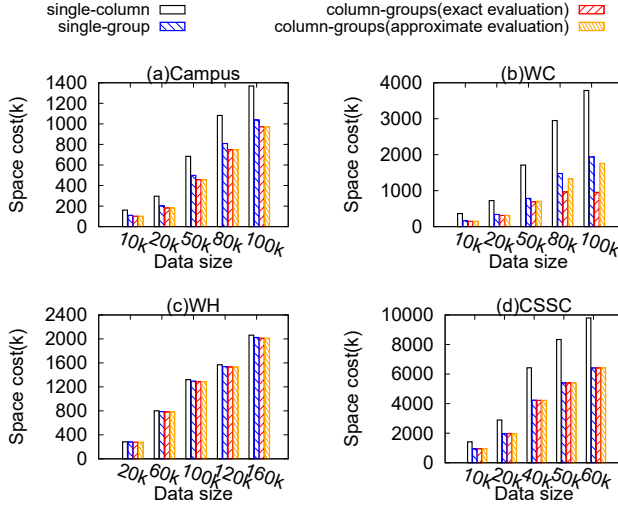 single-column
single-group
column-groups(exact evaluation)
column-groups(approximate evaluation)
(a)Campus
Space cost(k)
1400
1200
1000
800
600
400
200
0
10k 20k 50k 80k 100k
Data size
(b)WC
Space cost(k)
4000
3000
2000
1000
0
10k 20k 50k 80k 100k
Data size
(c)WH
Space cost(k)
2400
2000
1600
1200
800
400
0
20k 60k 100k 120k 160k
Data size
(d)CSSC
Space cost(k)
10000
8000
6000
4000
2000
0
10k 20k 40k 50k 60k
Data size